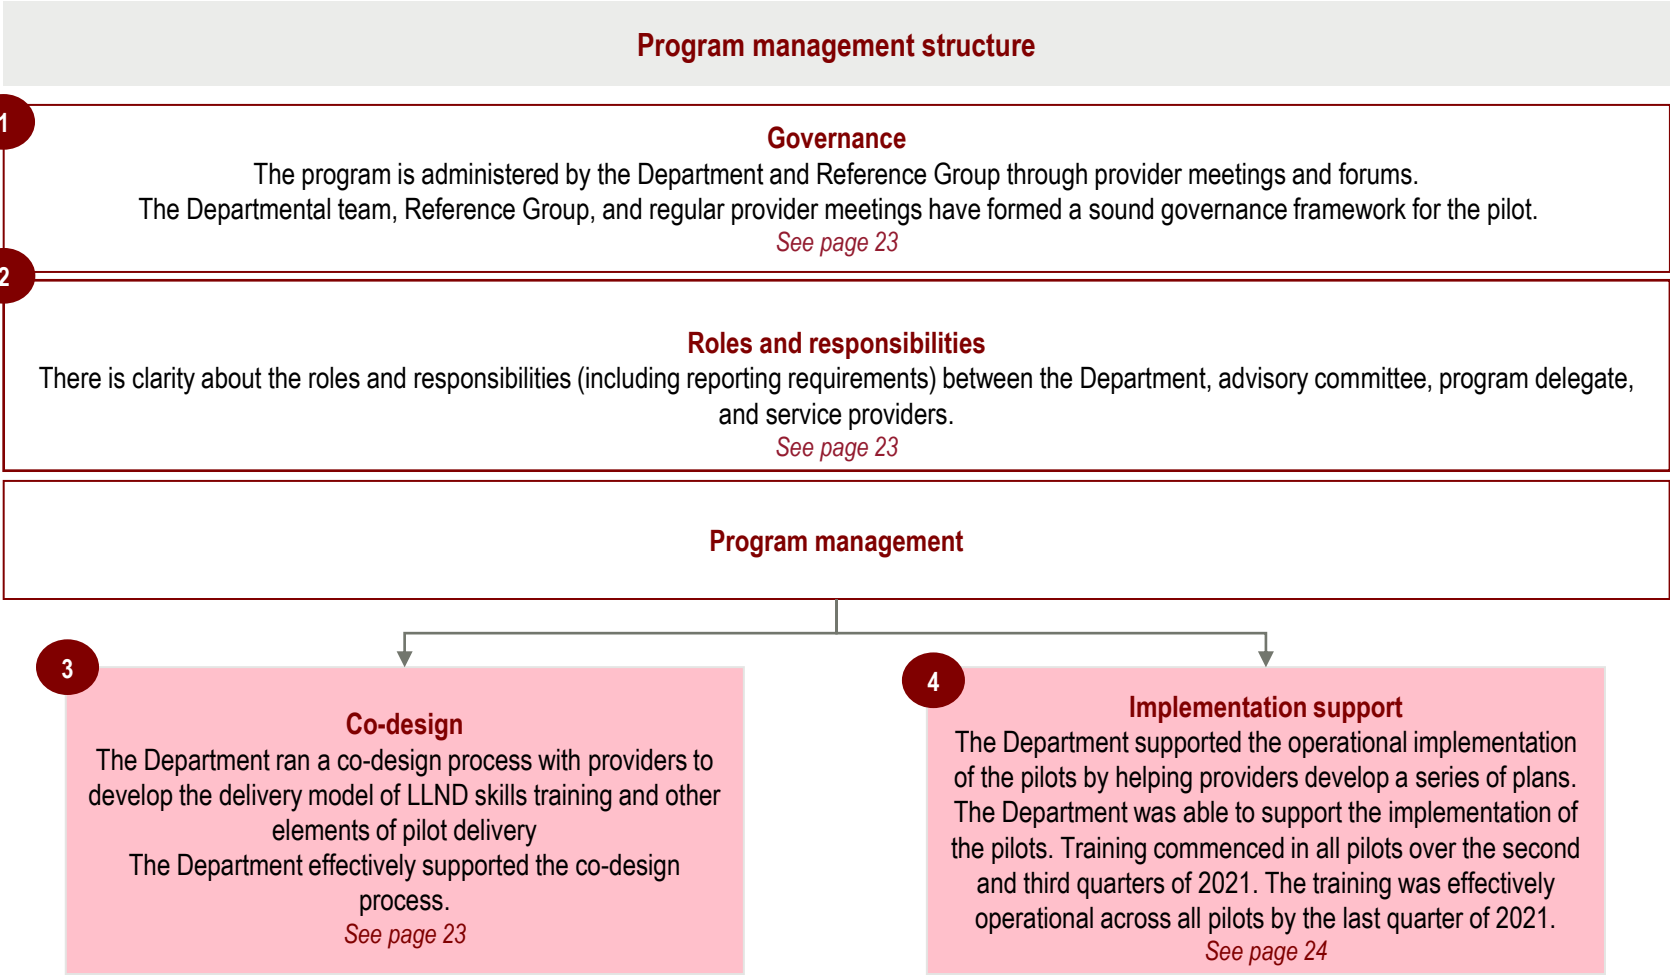 Program management structure
1
Governance
The program is administered by the Department and Reference Group through provider meetings and forums.
The Departmental team, Reference Group, and regular provider meetings have formed a sound governance framework for the pilot.
See page 23
2
Roles and responsibilities
There is clarity about the roles and responsibilities (including reporting requirements) between the Department, advisory committee, program delegate,
and service providers.
See page 23
Program management
3
Co-design
The Department ran a co-design process with providers to
develop the delivery model of LLND skills training and other
elements of pilot delivery
The Department effectively supported the co-design
process.
See page 23
4
Implementation support
The Department supported the operational implementation
of the pilots by helping providers develop a series of plans.
The Department was able to support the implementation of
the pilots. Training commenced in all pilots over the second
and third quarters of 2021. The training was effectively
operational across all pilots by the last quarter of 2021.
See page 24